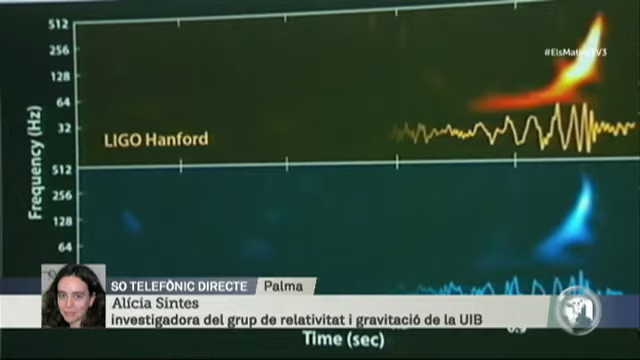 512
256
#ElsMatinsTV3
128
64
32
LIGO Hanford
Frequency (Hz)
512
256
128
64
SO TELEFÒNIC DIRECTE
Palma
Alícia Sintes
investigadora del grup de relativitat i gravitació de la UIB
Time (sec)